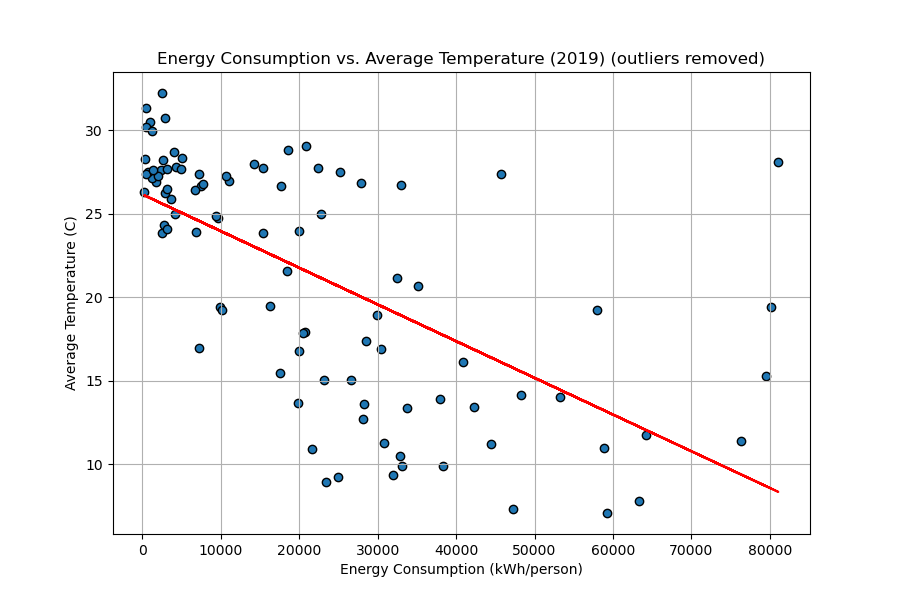 Energy Consumption vs. Average Temperature (2019) (outliers removed)
Average Temperature (C)
30
25
20
15
10
0 10000 20000 30000 40000 50000 60000 70000 80000
Energy Consumption (kWh/person)